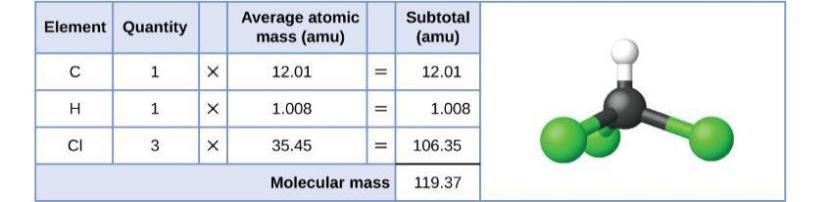 Element Quantity Average atomic mass (amu) Subtotal (amu)
C 1 × 12.01 = 12.01
H 1 × 1.008 = 1.008
Cl 3 × 35.45 = 106.35
Molecular mass 119.37